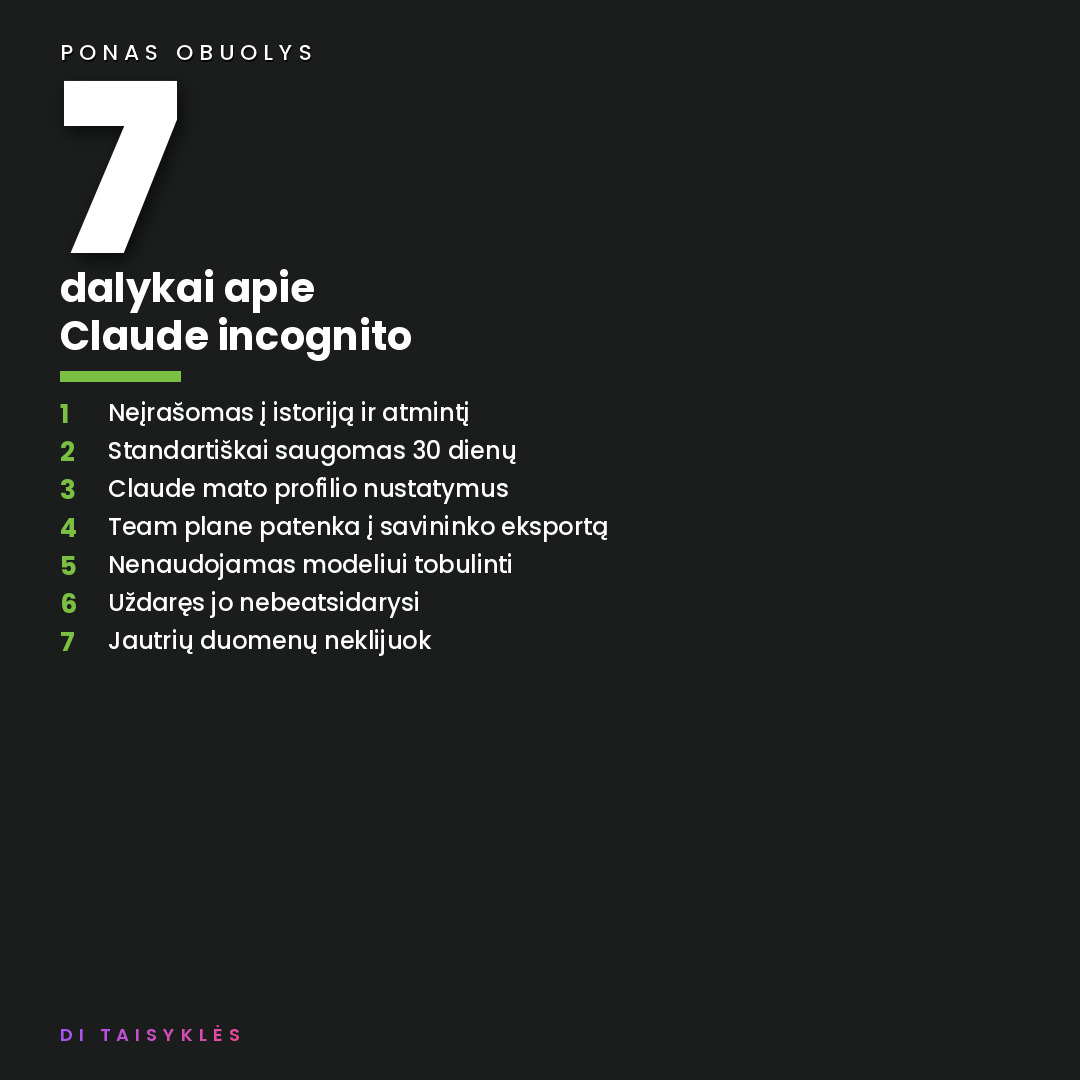 PONAS OBUOLYS
7
dalykai apie
Claude incognito
1 Neįrašomas į istoriją ir atmintį
2 Standartiškai saugomas 30 dienų
3 Claude mato profilio nustatymus
4 Team plane patenka į savininko eksportą
5 Nenaudojamas modeliui tobulinti
6 Uždaręs jo nebeatsidarysi
7 Jautrių duomenų neklijuok
DI TAISYKLĖS